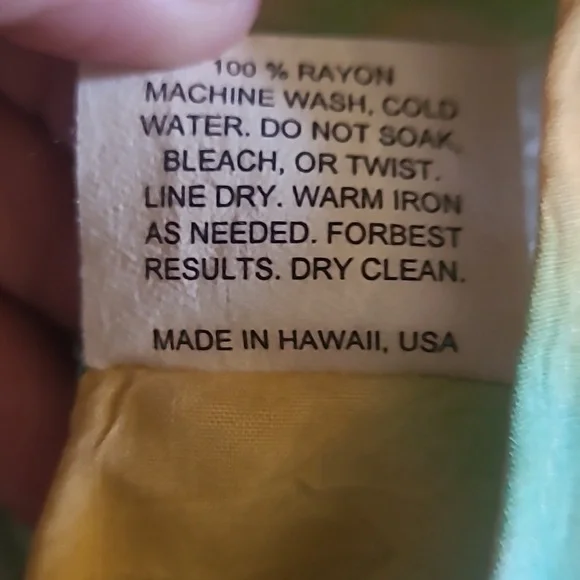 100 % RAYON
MACHINE WASH, COLD
WATER. DO NOT SOAK,
BLEACH, OR TWIST.
LINE DRY. WARM IRON
AS NEEDED. FORBEST
RESULTS. DRY CLEAN.
MADE IN HAWAII, USA